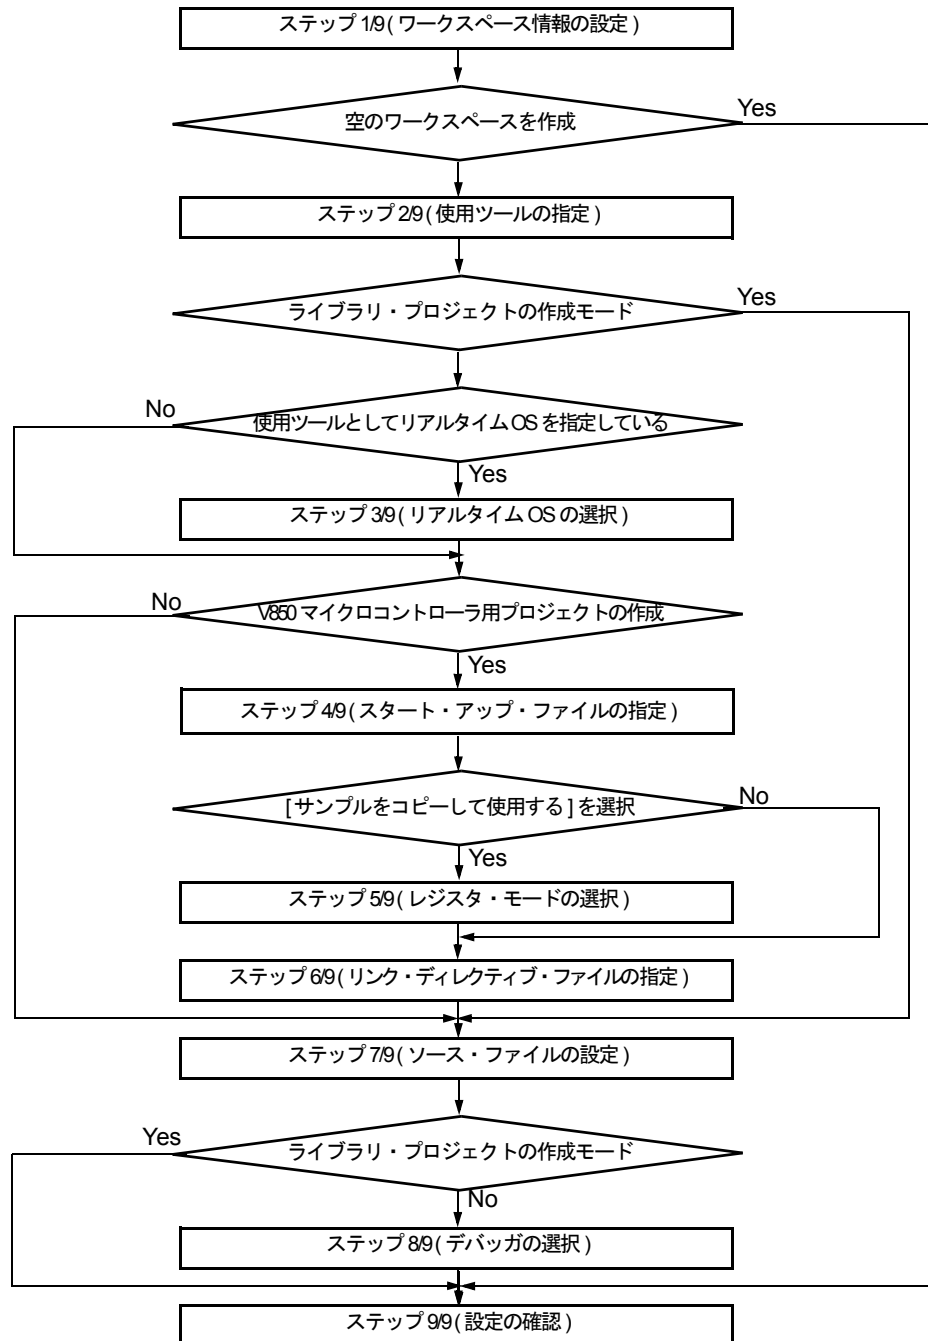 ステップ 1/9 ( ワークスペース情報の設定 )
空のワークスペースを作成
Yes
ステップ 2/9 ( 使用ツールの指定 )
ライブラリ・プロジェクトの作成モード
Yes
No
使用ツールとしてリアルタイム OS を指定している
Yes
ステップ 3/9 ( リアルタイム OS の選択 )
No
V850 マイクロコントローラ用プロジェクトの作成
Yes
ステップ 4/9 ( スタート・アップ・ファイルの指定 )
[ サンプルをコピーして使用する ] を選択
No
Yes
ステップ 5/9 ( レジスタ・モードの選択 )
ステップ 6/9 ( リンク・ディレクティブ・ファイルの指定 )
ステップ 7/9 ( ソース・ファイルの設定 )
Yes
ライブラリ・プロジェクトの作成モード
No
ステップ 8/9 ( デバッガの選択 )
ステップ 9/9 ( 設定の確認 )